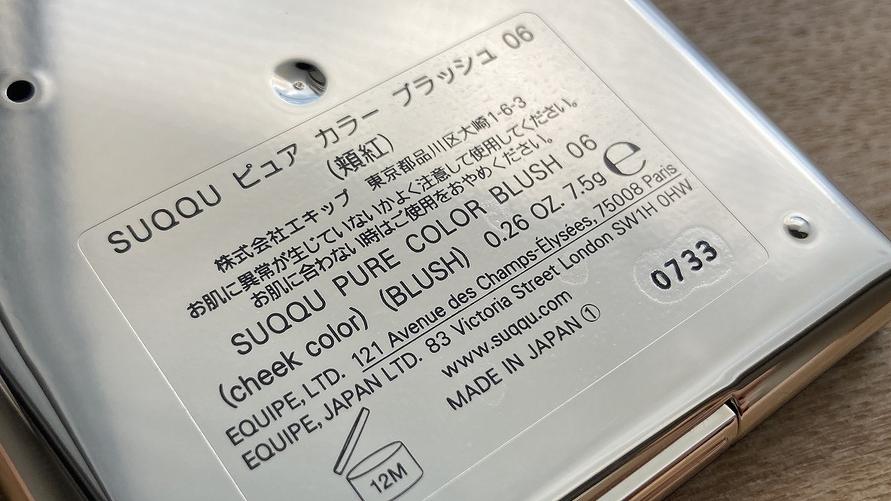 SUQQU ピュア カラー ブラッシュ 06
(頬紅)
株式会社エキップ 東京都品川区大崎1-6-3
お肌に異常が生じていないかよく注意して使用してください。
お肌に合わない時はご使用をおやめください。
SUQQU PURE COLOR BLUSH 06
(cheek color) (BLUSH) 0.26 OZ. 7.5g ℮
EQUIPE, LTD. 121 Avenue des Champs-Élysées, 75008 Paris
EQUIPE, JAPAN LTD. 83 Victoria Street London SW1H 0HW
www.suqqu.com
MADE IN JAPAN ①
0733
12M